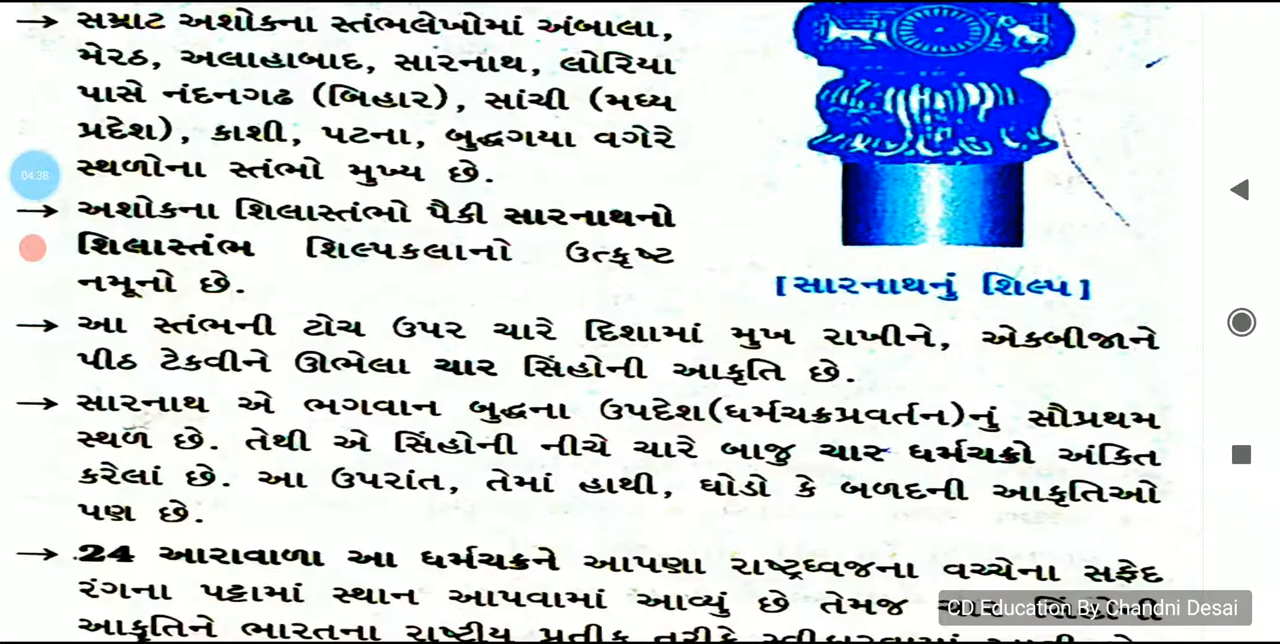 → સમ્રાટ અશોકના સ્તંભલેખોમાં અંબાલા,
મેરઠ, અલાહાબાદ, સારનાથ, લોરિયા
પાસે નંદનગઢ (બિહાર), સાંચી (મધ્ય
પ્રદેશ), કાશી, પટના, બુદ્ધગયા વગેરે
સ્થળોના સ્તંભો મુખ્ય છે.
04:38
→ અશોકના શિલાસ્તંભો પૈકી સારનાથનો
શિલાસ્તંભ શિલ્પકલાનો ઉત્કૃષ્ટ
નમૂનો છે.
[સારનાથનું શિલ્પ]
→ આ સ્તંભની ટોચ ઉપર ચારે દિશામાં મુખ રાખીને, એકબીજાને
પીઠ ટેકવીને ઊભેલા ચાર સિંહોની આકૃતિ છે.
→ સારનાથ એ ભગવાન બુદ્ધના ઉપદેશ(ધર્મચક્રપ્રવર્તન)નું સૌપ્રથમ
સ્થળ છે. તેથી એ સિંહોની નીચે ચારે બાજુ ચાર ધર્મચક્રો અંકિત
કરેલાં છે. આ ઉપરાંત, તેમાં હાથી, ઘોડો કે બળદની આકૃતિઓ
પણ છે.
→ 24 આરાવાળા આ ધર્મચક્રને આપણા રાષ્ટ્રધ્વજના વચ્ચેના સફેદ
રંગના પટ્ટામાં સ્થાન આપવામાં આવ્યું છે તેમજ
CD Education By Chandni Desai
આકૃતિને ભારતના રાષ્ટ્રીય પ્રતીક તરીકે